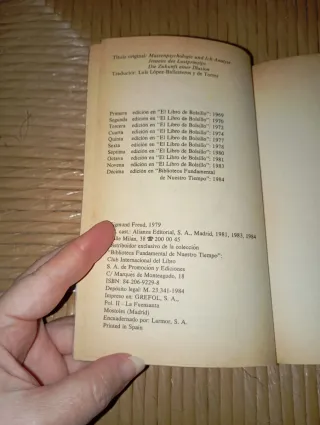 Título original: Massenpsychologie und Ich Analyse
Jenseits des Lustprinzips
Die Zukunft einer Illusion
Traductor: Luis López-Ballesteros y de Torres
Primera edición en "El Libro de Bolsillo": 1969
Segunda edición en "El Libro de Bolsillo": 1970
Tercera edición en "El Libro de Bolsillo": 1972
Cuarta edición en "El Libro de Bolsillo": 1974
Quinta edición en "El Libro de Bolsillo":
Sexta edición en "El Libro de Bolsillo":
Séptima edición en "El Libro de Bolsillo": 1980
Octava edición en "El Libro de Bolsillo": 1981
Novena edición en "El Libro de Bolsillo": 1983
Décima edición en "Biblioteca Fundamental
de Nuestro Tiempo": 1984
Sigmund Freud, 1979
cast.: Alianza Editorial, S. A., Madrid, 1981, 1983, 1984
Milán, 38 ☎ 200 00 45
Distribuidor exclusivo de la colección
"Biblioteca Fundamental de Nuestro Tiempo":
Club Internacional del Libro
S. A. de Promoción y Ediciones
C/ Marqués de Monteagudo, 18
ISBN: 84-206-9229-8
Depósito legal: M. 23.341-1984
Impreso en: GREFOL, S. A.,
Pol. II - La Fuensanta
Móstoles (Madrid)
Encuadernado por: Larmor, S. A.
Printed in Spain